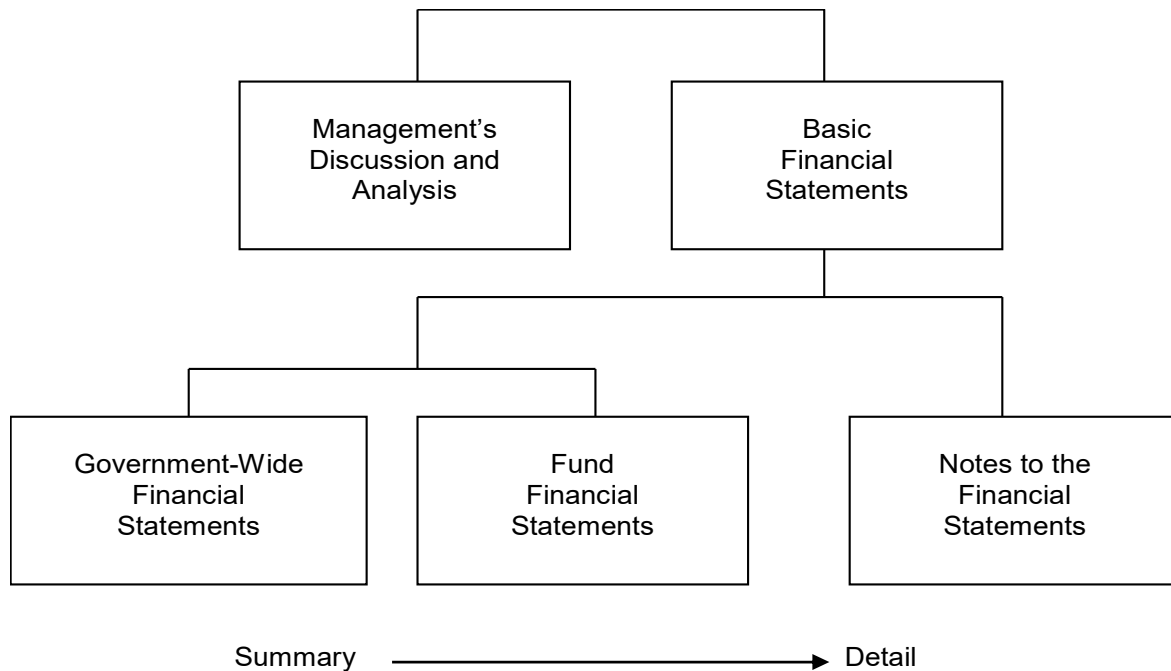 Management’s
Discussion and
Analysis
Basic
Financial
Statements
Government-Wide
Financial
Statements
Fund
Financial
Statements
Notes to the
Financial
Statements
Summary
Detail